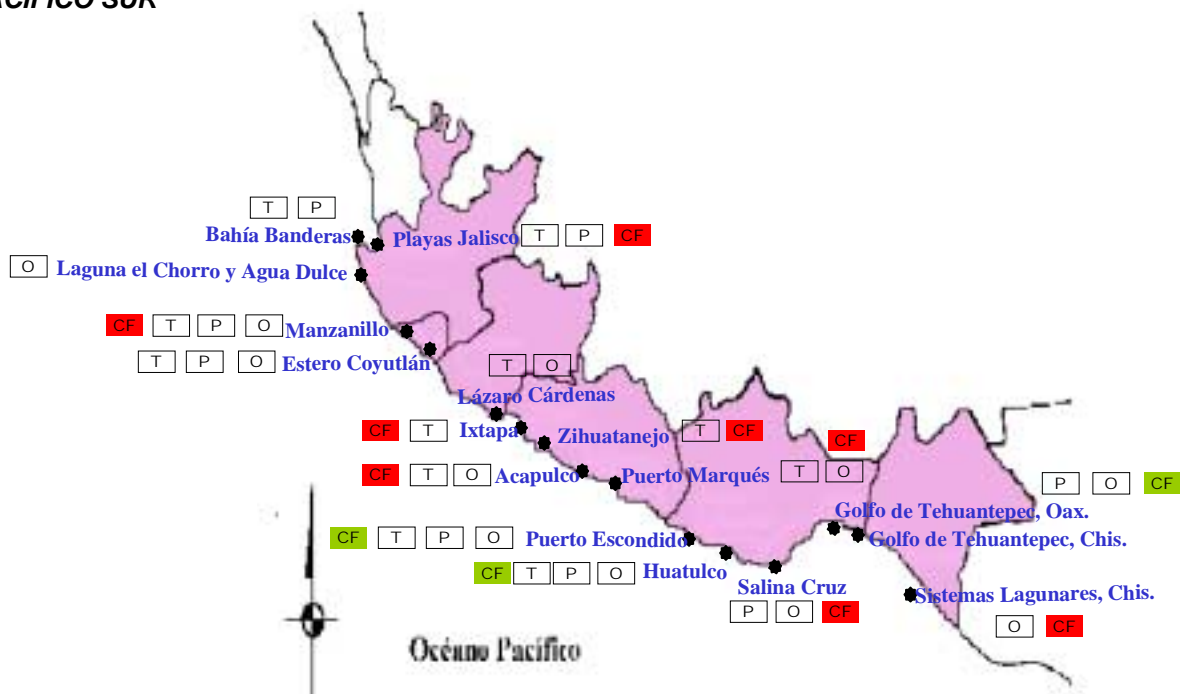 T P
Bahía Banderas
Playas Jalisco T P CF
O Laguna el Chorro y Agua Dulce
CF T P O Manzanillo
T P O Estero Coyutlán
T O
Lázaro Cárdenas
CF T Ixtapa
Zihuatanejo T CF
CF
CF T O Acapulco
Puerto Marqués T O
P O CF
Golfo de Tehuantepec, Oax.
CF T P O Puerto Escondido
Golfo de Tehuantepec, Chis.
CF T P O Huatulco
Salina Cruz
P O CF
Sistemas Lagunares, Chis.
O CF
Océano Pacífico